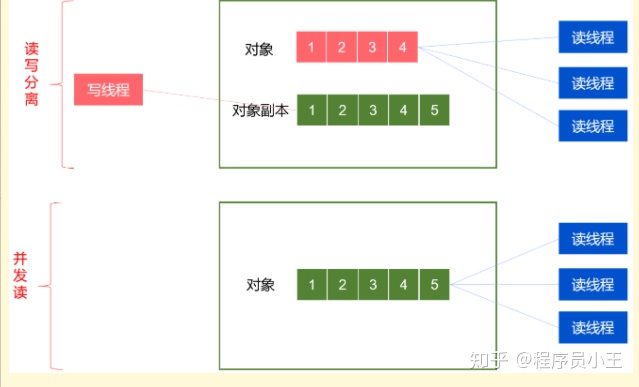 读写分离
写线程
对象
1 2 3 4
对象副本
1 2 3 4 5
读线程
读线程
读线程
并发读
对象
1 2 3 4 5
读线程
读线程
读线程
知乎 @程序员小王